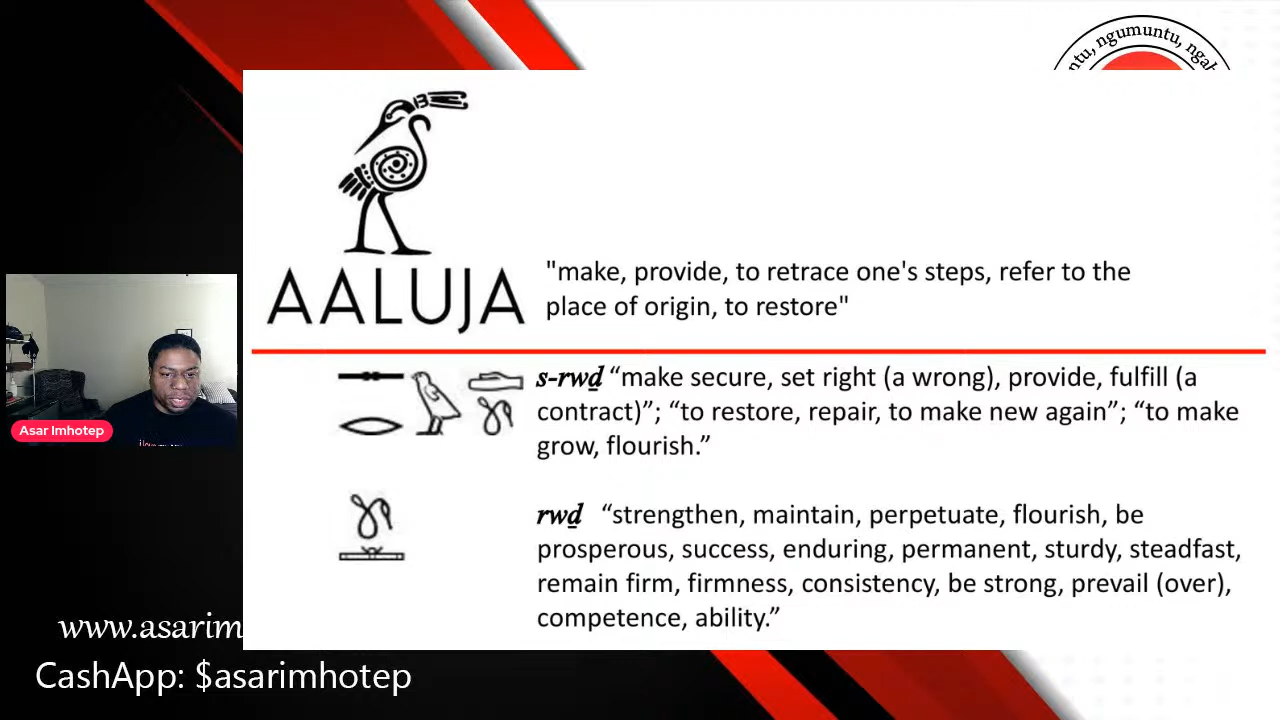 ntu, ngumuntu, ngab
AALUJA
"make, provide, to retrace one's steps, refer to the
place of origin, to restore"
s-rwḏ “make secure, set right (a wrong), provide, fulfill (a
contract)”; “to restore, repair, to make new again”; “to make
grow, flourish.”
rwḏ “strengthen, maintain, perpetuate, flourish, be
prosperous, success, enduring, permanent, sturdy, steadfast,
remain firm, firmness, consistency, be strong, prevail (over),
competence, ability.”
Asar Imhotep
www.asarim
CashApp: $asarimhotep